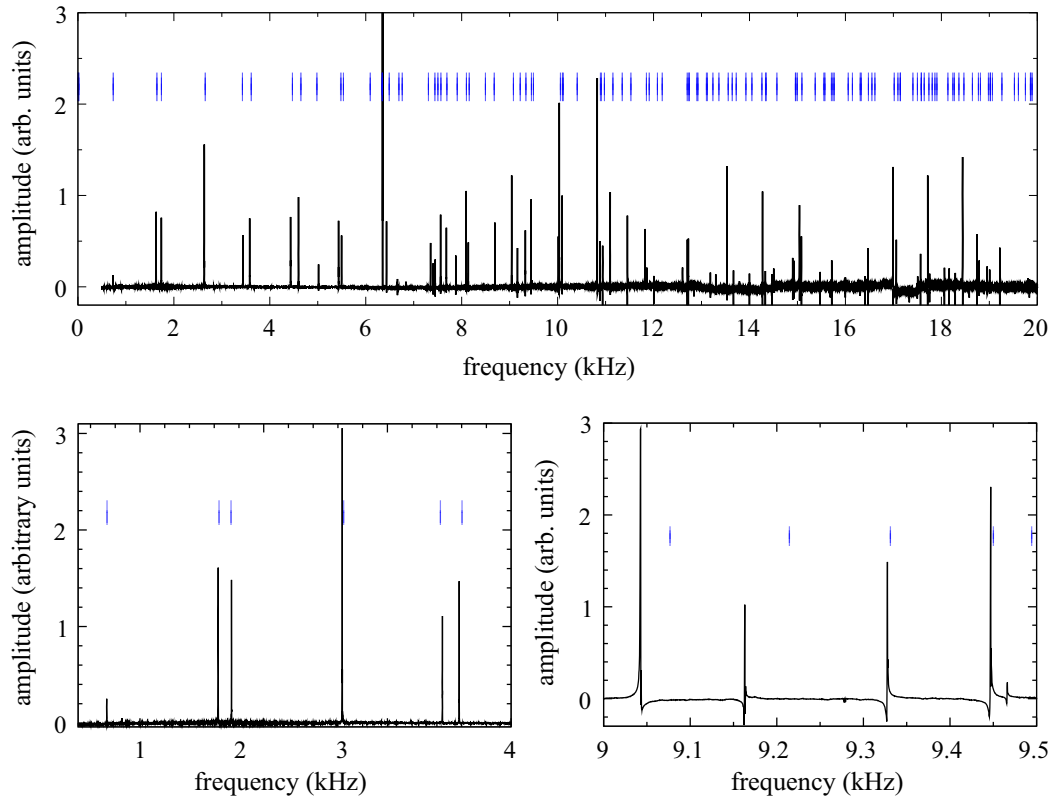 3
2
1
0
amplitude (arb. units)
0 2 4 6 8 10 12 14 16 18 20
frequency (kHz)
3
2
1
0
amplitude (arbitrary units)
1 2 3 4
frequency (kHz)
3
2
1
0
amplitude (arb. units)
9 9.1 9.2 9.3 9.4 9.5
frequency (kHz)